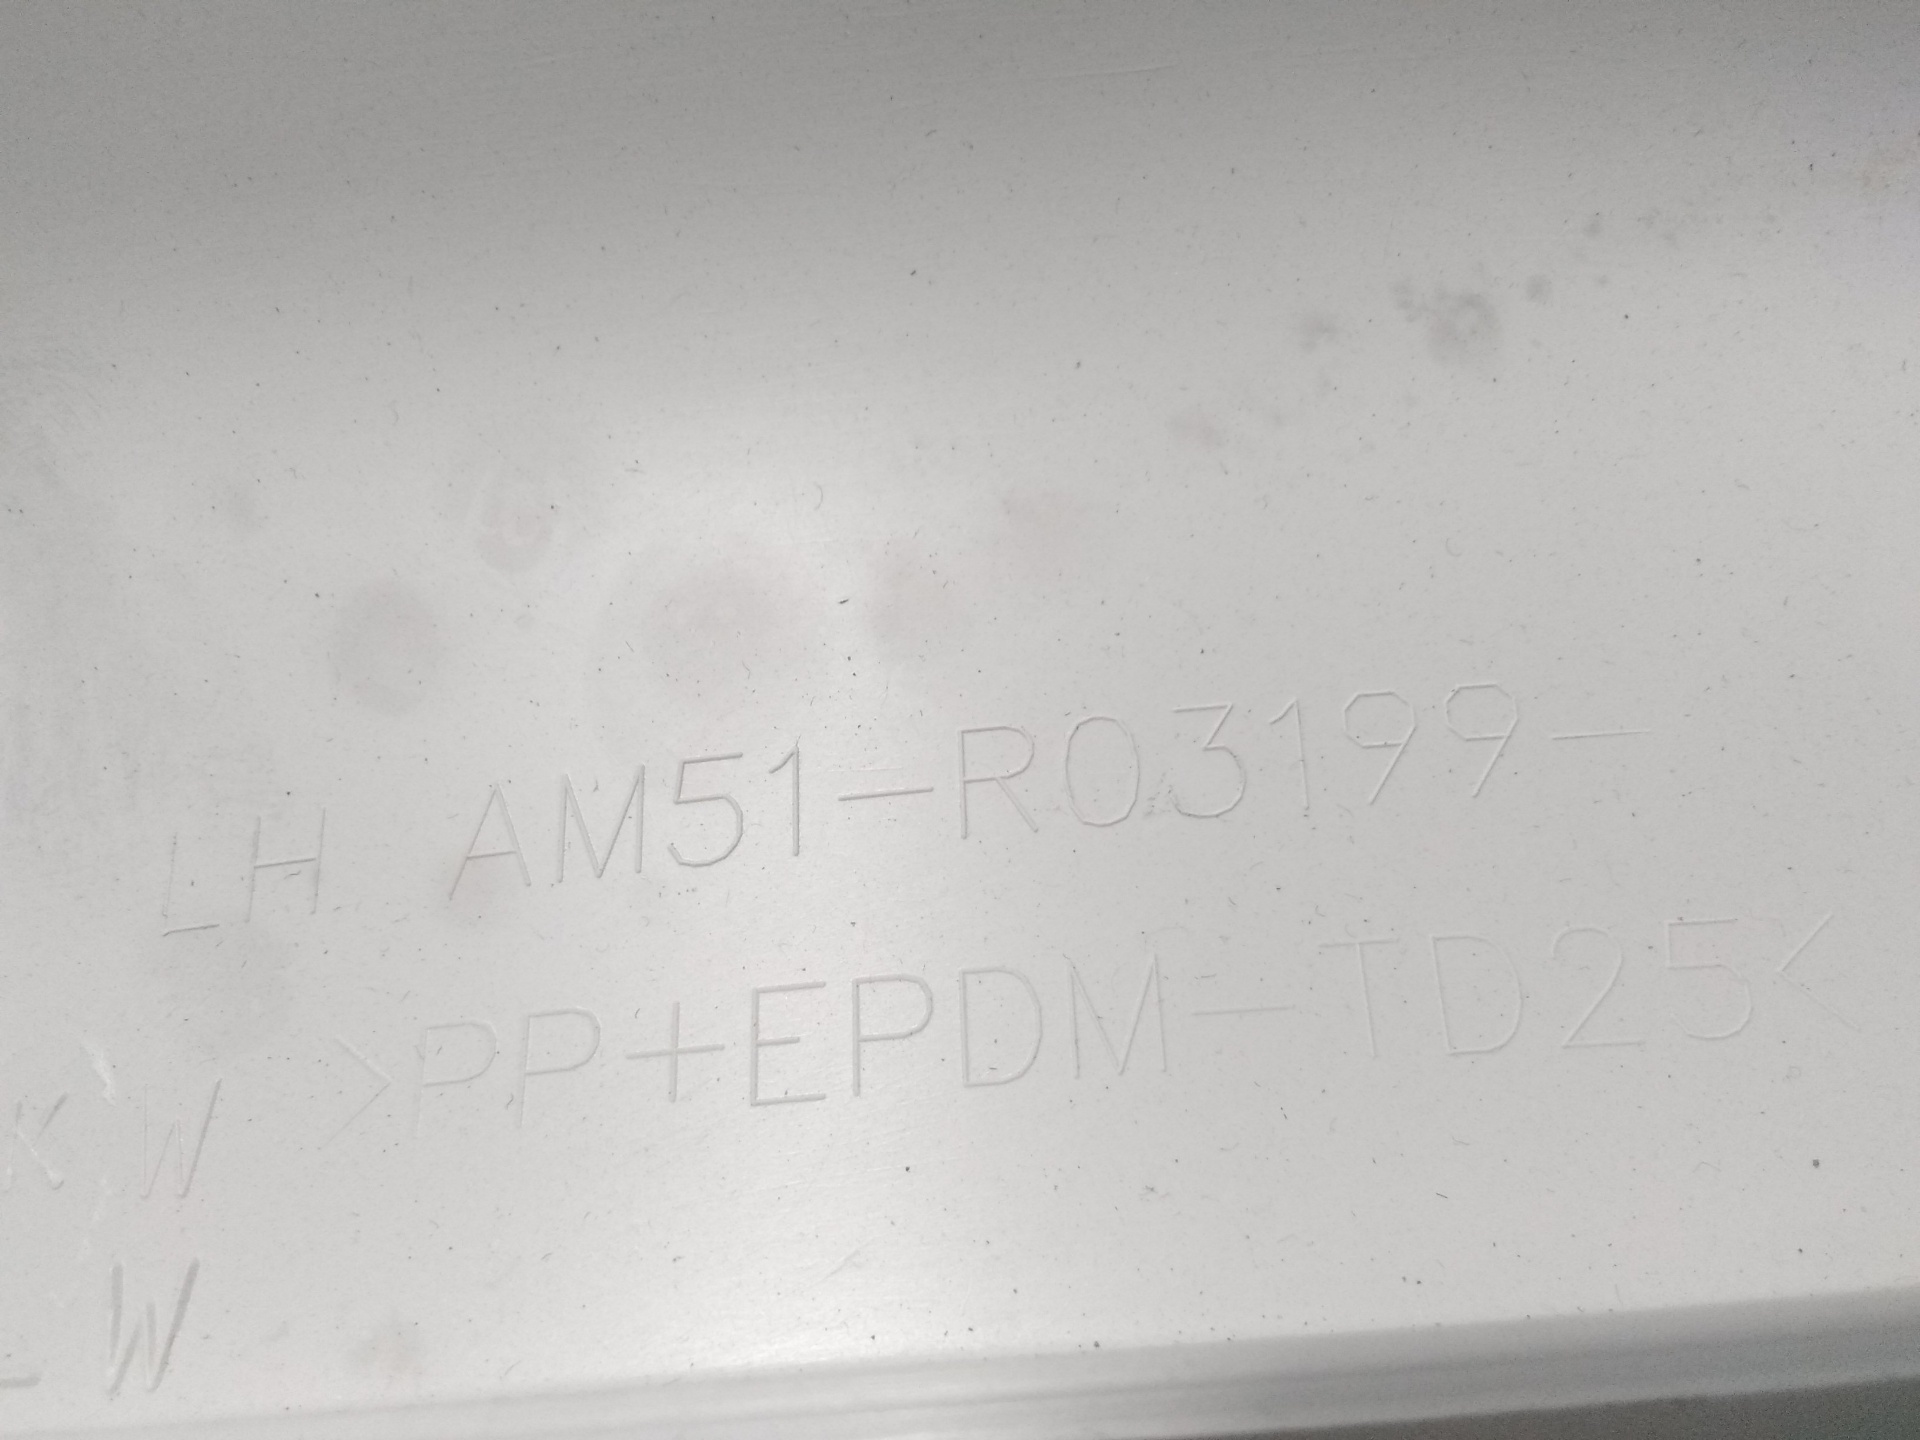 LH AM51-R03199-
>PP+EPDM-TD25<
K W
- W